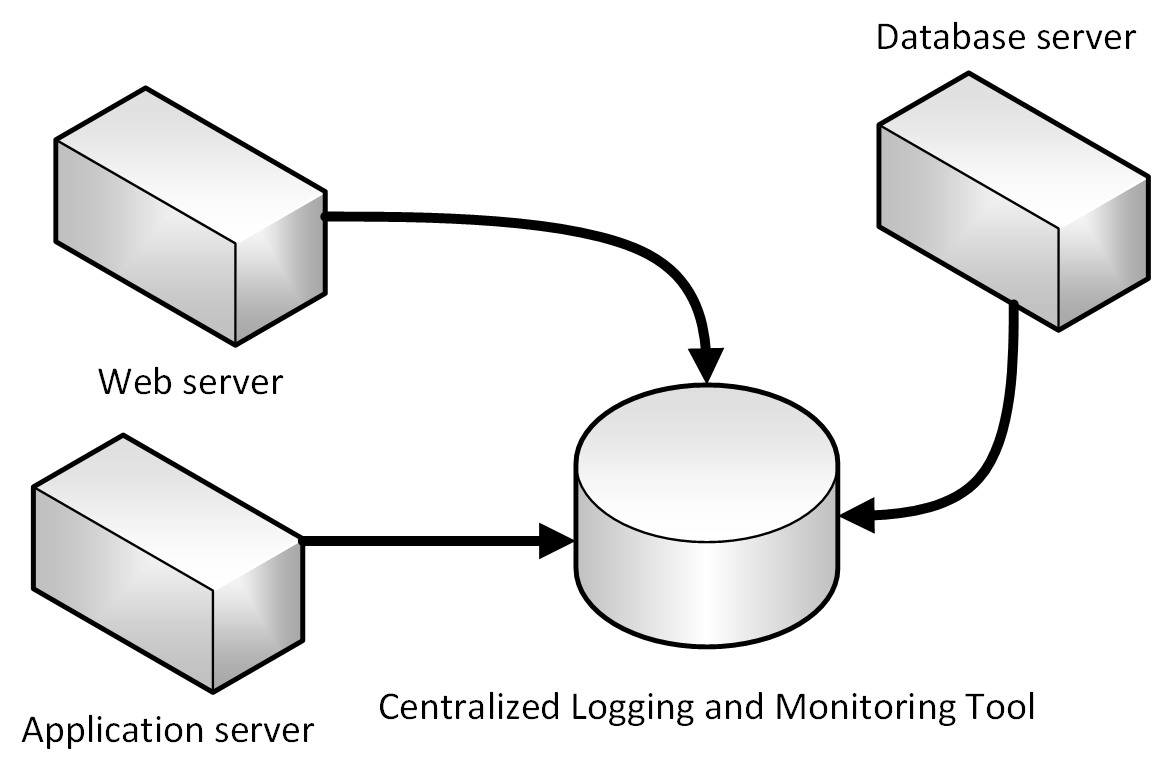 Database server
Web server
Centralized Logging and Monitoring Tool
Application server